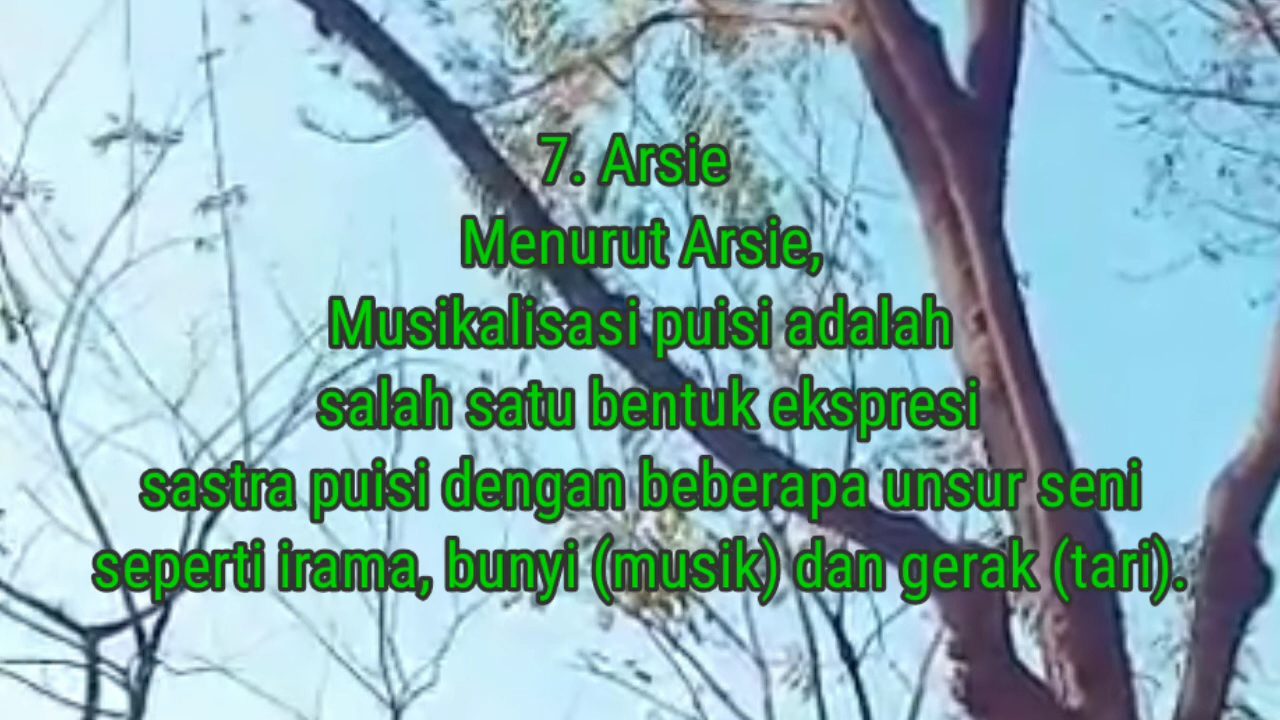 7. Arsie
Menurut Arsie,
Musikalisasi puisi adalah
salah satu bentuk ekspresi
sastra puisi dengan beberapa unsur seni
seperti irama, bunyi (musik) dan gerak (tari).